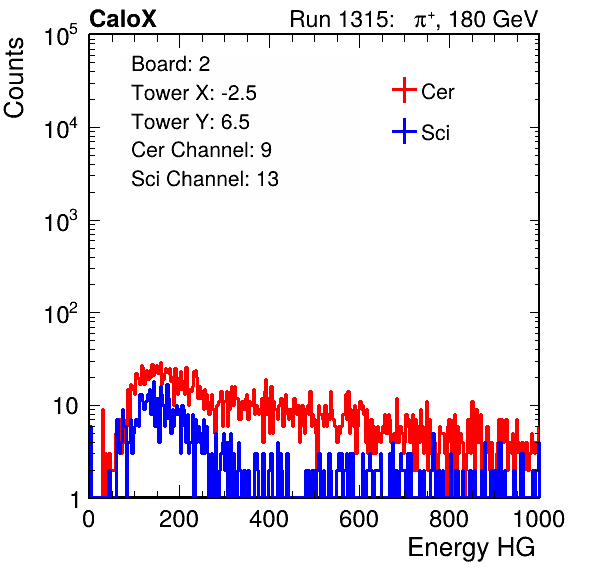 CaloX Run 1315: π⁺, 180 GeV
Counts
10⁵
10⁴
10³
10²
10
1
Board: 2
Tower X: -2.5
Tower Y: 6.5
Cer Channel: 9
Sci Channel: 13
Cer
Sci
0 200 400 600 800 1000
Energy HG